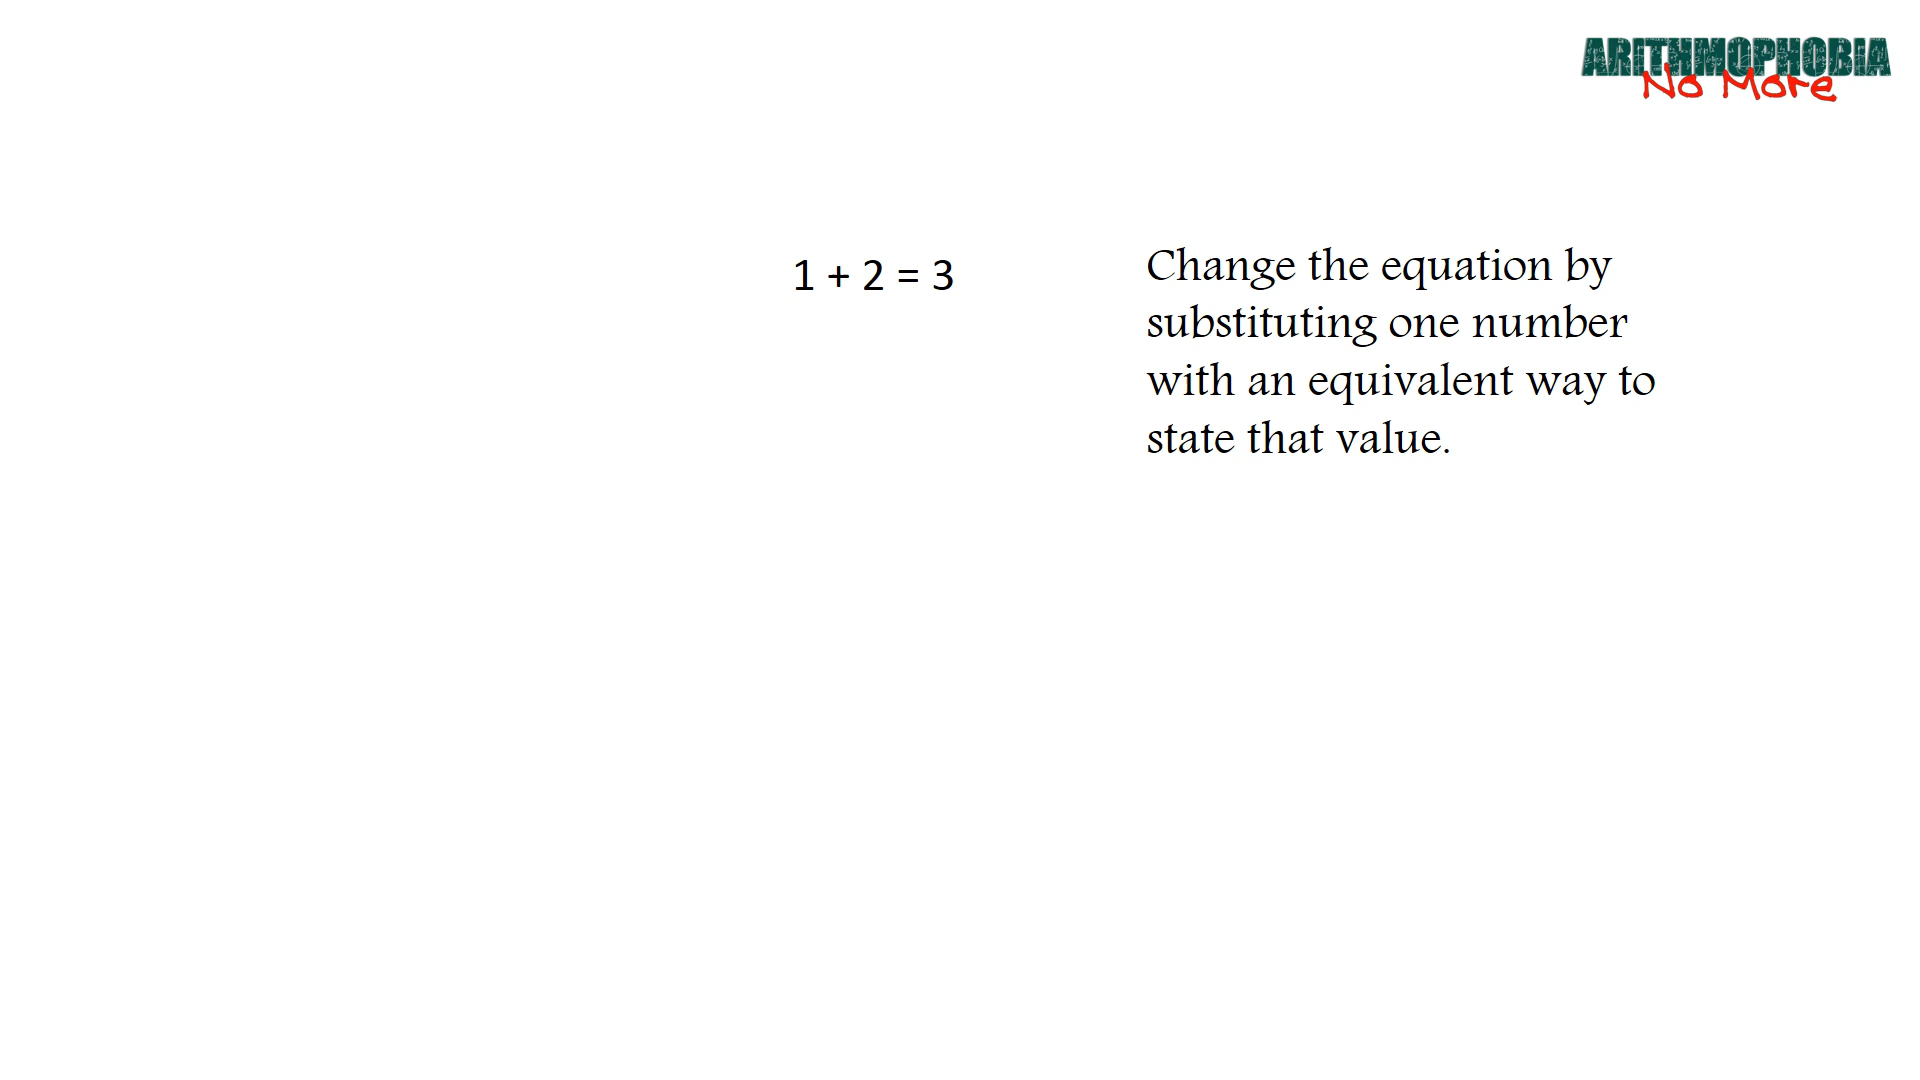 ARITHMOPHOBIA
No More
1 + 2 = 3
Change the equation by
substituting one number
with an equivalent way to
state that value.